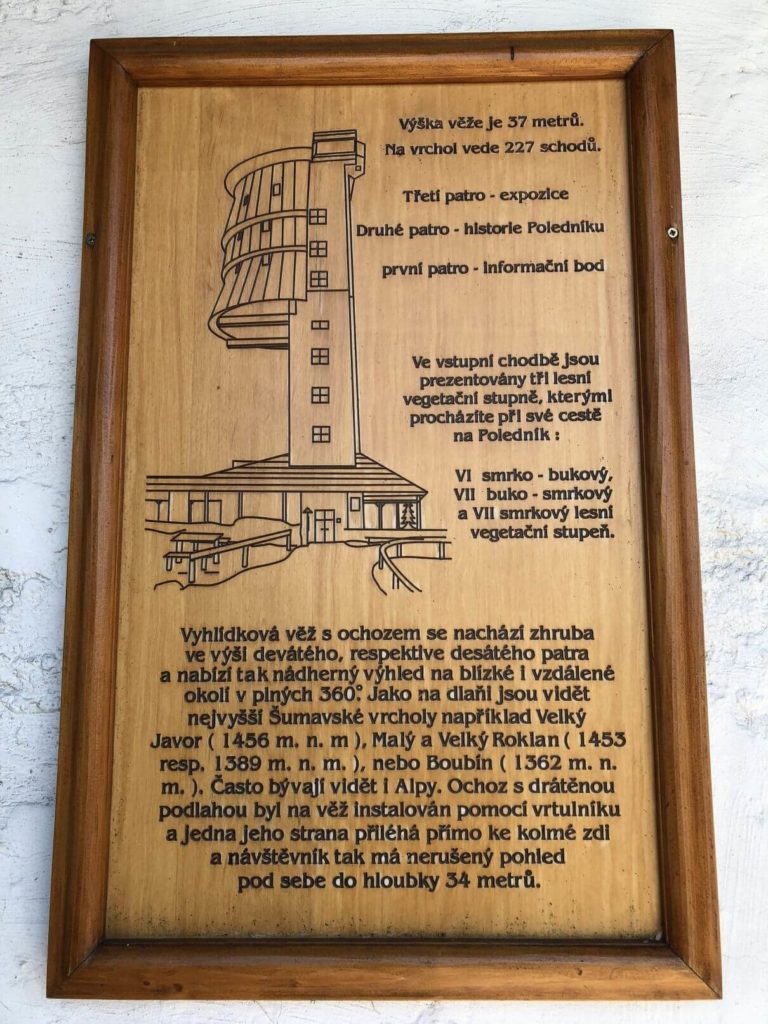 Výška věže je 37 metrů.
Na vrchol vede 227 schodů.
Třetí patro - expozice
Druhé patro - historie Poledníku
první patro - informační bod
Ve vstupní chodbě jsou
prezentovány tři lesní
vegetační stupně, kterými
procházíte při své cestě
na Poledník :
VI smrko - bukový,
VII buko - smrkový
a VII smrkový lesní
vegetační stupeň.
Vyhlídková věž s ochozem se nachází zhruba
ve výši devátého, respektive desátého patra
a nabízí tak nádherný výhled na blízké i vzdálené
okolí v plných 360°. Jako na dlani jsou vidět
nejvyšší Šumavské vrcholy například Velký
Javor ( 1456 m. n. m ), Malý a Velký Roklan ( 1453
resp. 1389 m. n. m. ), nebo Boubín ( 1362 m. n.
m. ). Často bývají vidět i Alpy. Ochoz s drátěnou
podlahou byl na věž instalován pomocí vrtulníku
a jedna jeho strana přiléhá přímo ke kolmé zdi
a návštěvník tak má nerušený pohled
pod sebe do hloubky 34 metrů.